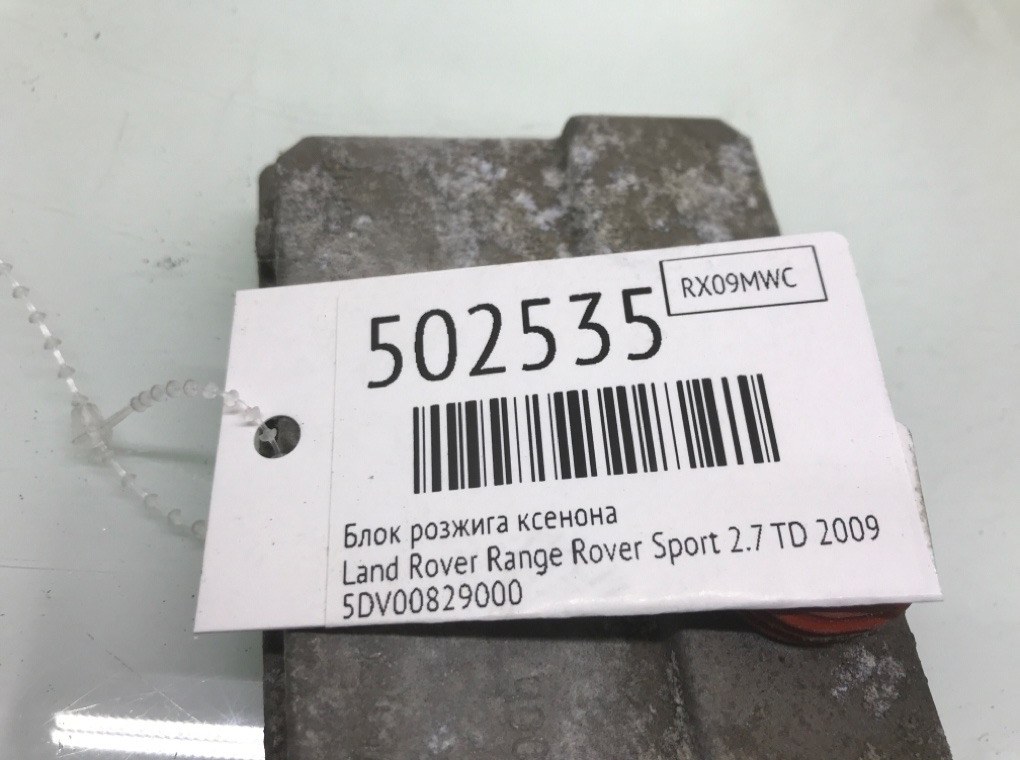 RX09MWC
502535
Блок розжига ксенона
Land Rover Range Rover Sport 2.7 TD 2009
5DV00829000